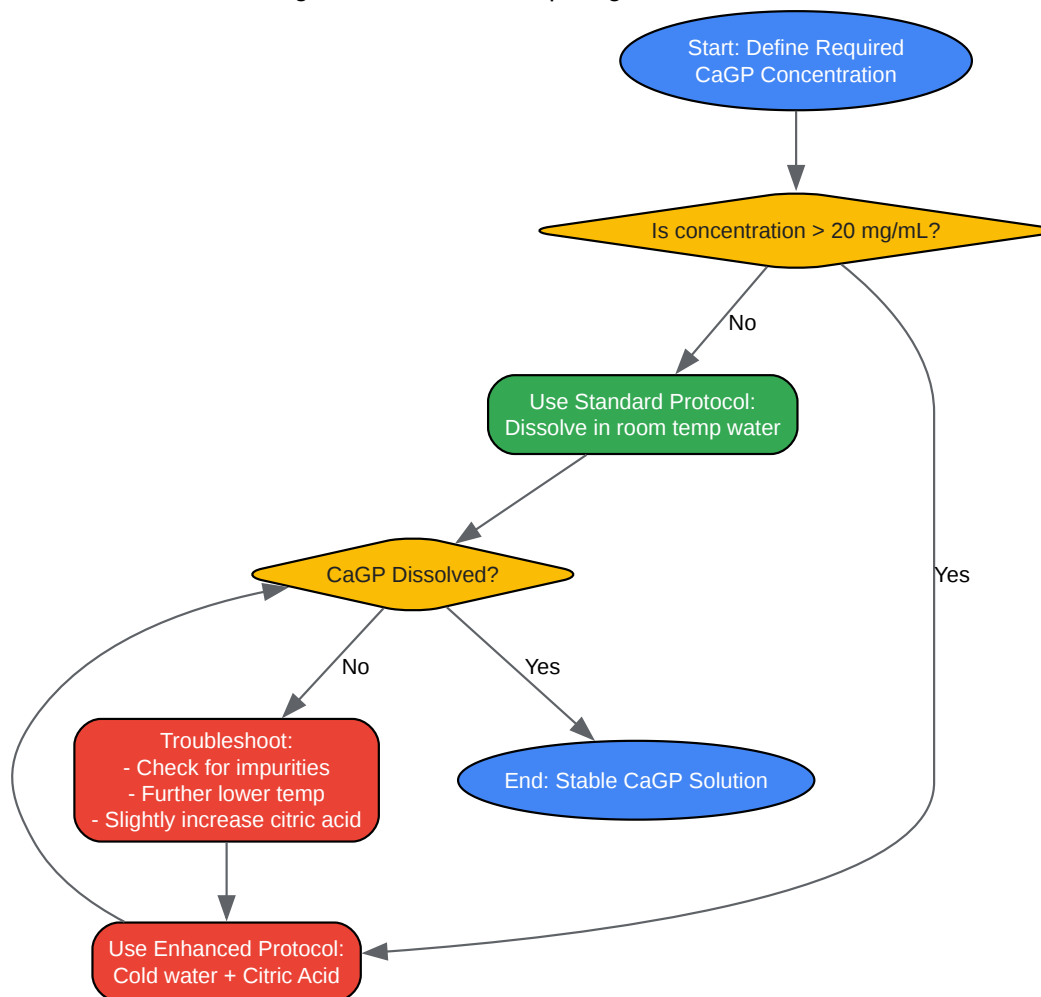 Start: Define Required
CaGP Concentration
Is concentration > 20 mg/mL?
No
Use Standard Protocol:
Dissolve in room temp water
CaGP Dissolved?
Yes
No
Yes
Troubleshoot:
- Check for impurities
- Further lower temp
- Slightly increase citric acid
End: Stable CaGP Solution
Use Enhanced Protocol:
Cold water + Citric Acid